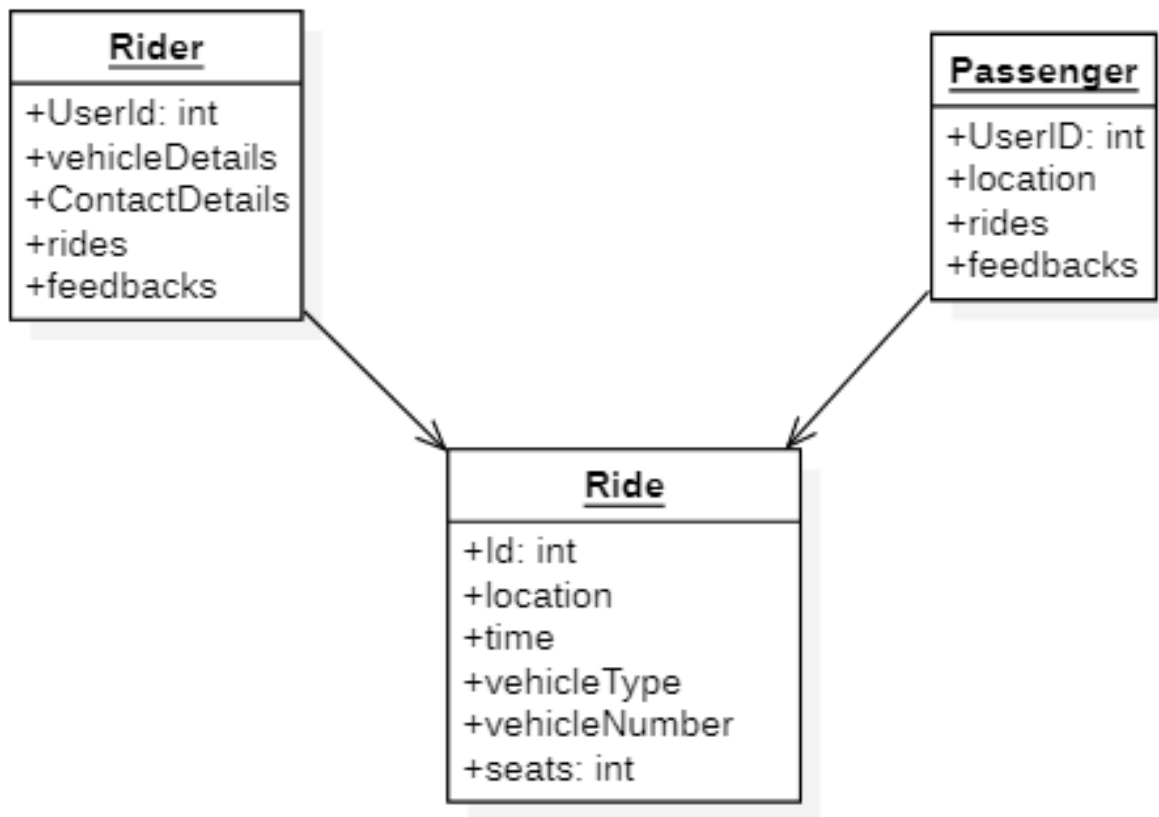 Rider
+UserId: int
+vehicleDetails
+ContactDetails
+rides
+feedbacks
Passenger
+UserID: int
+location
+rides
+feedbacks
Ride
+Id: int
+location
+time
+vehicleType
+vehicleNumber
+seats: int